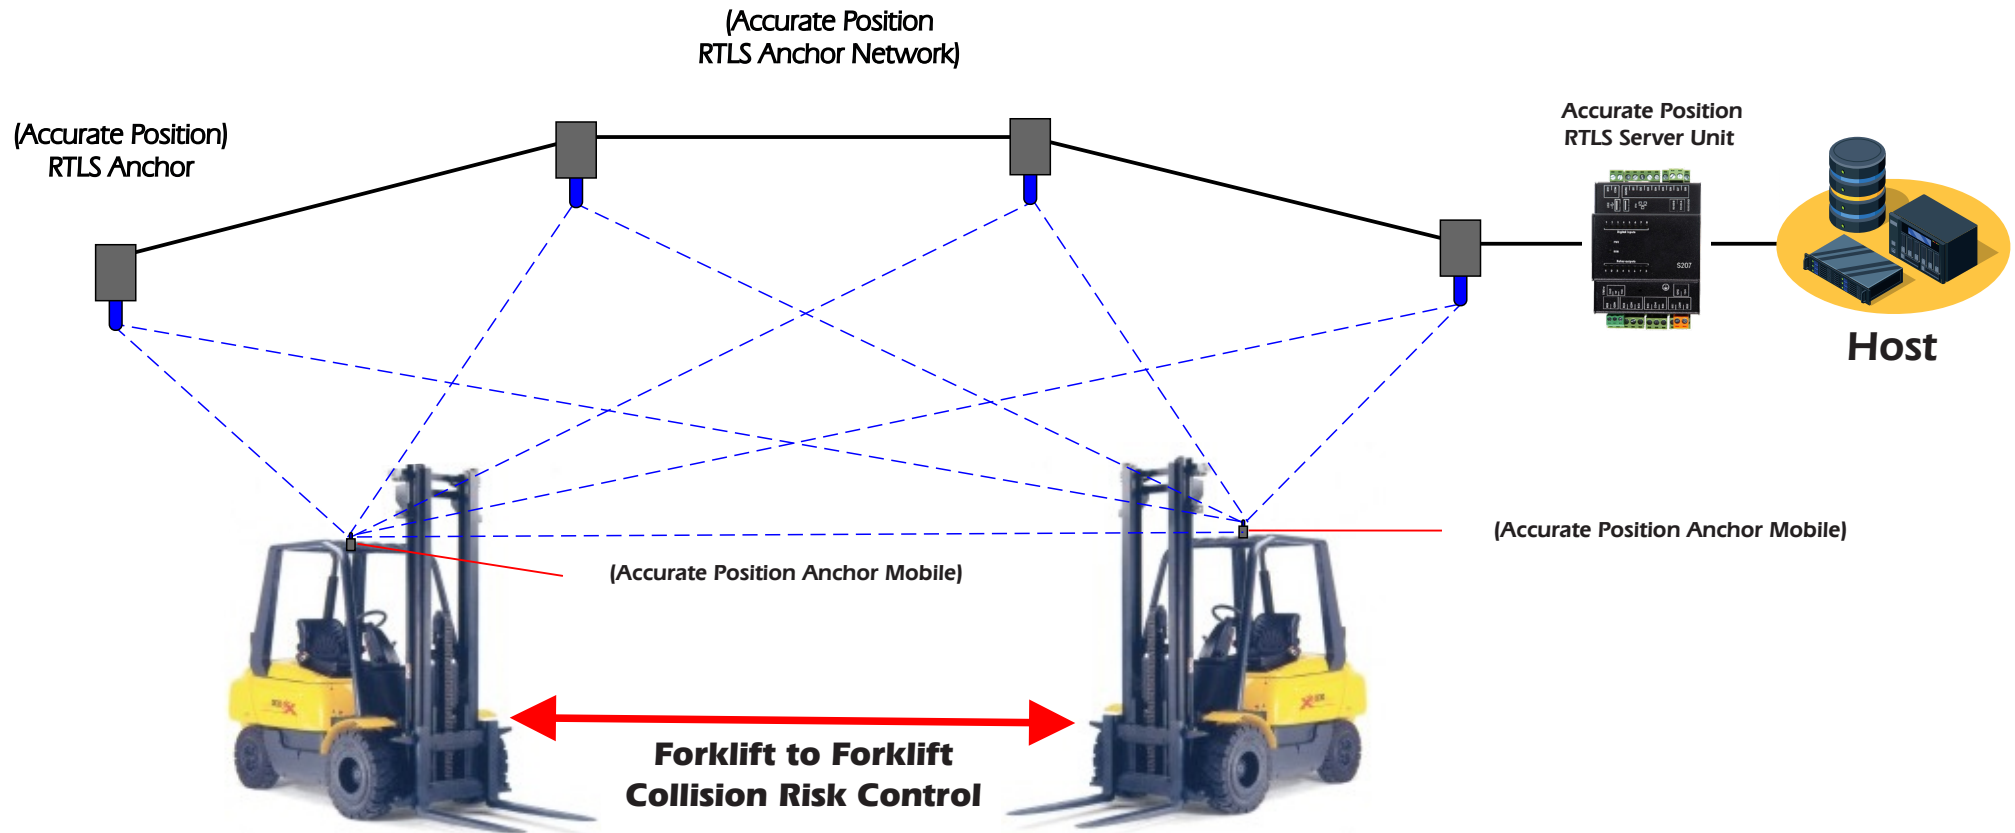 (Accurate Position
RTLS Anchor Network)
(Accurate Position)
RTLS Anchor
Accurate Position
RTLS Server Unit
S207
Host
(Accurate Position Anchor Mobile)
(Accurate Position Anchor Mobile)
Forklift to Forklift
Collision Risk Control